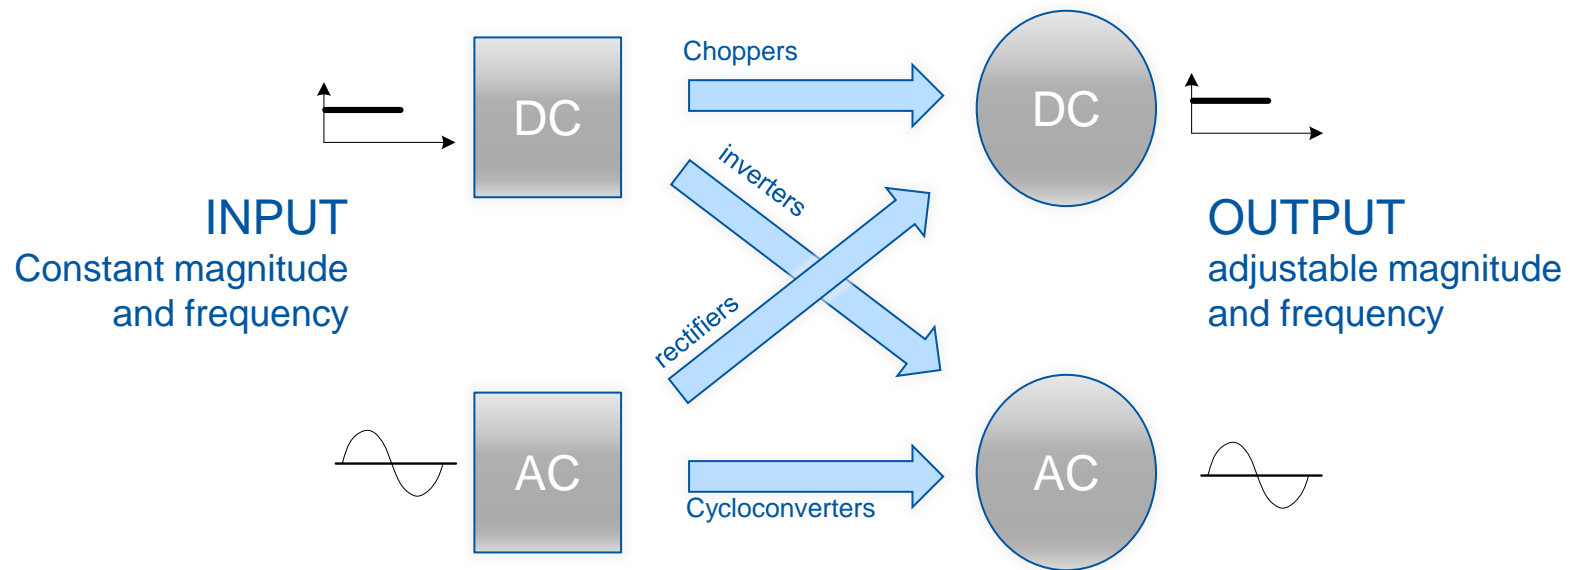 Choppers
DC
DC
inverters
INPUT
Constant magnitude
and frequency
OUTPUT
adjustable magnitude
and frequency
rectifiers
AC
AC
Cycloconverters